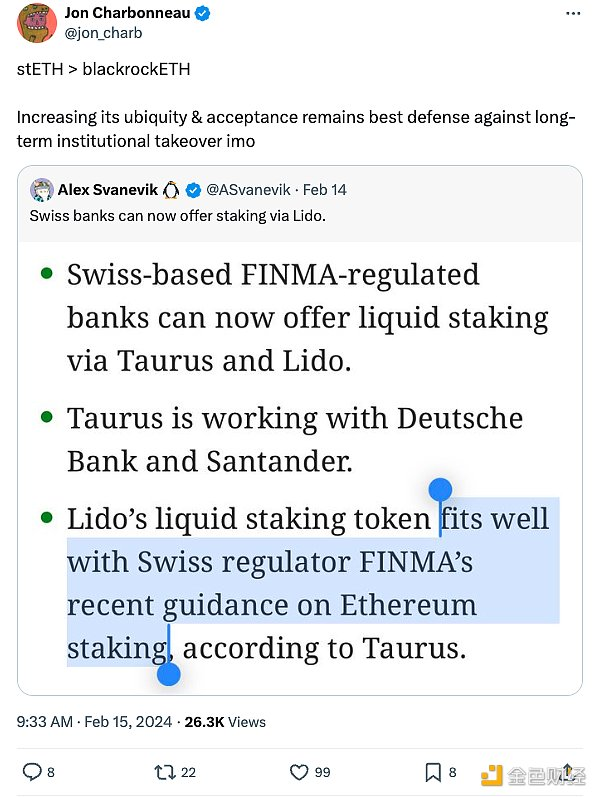 Jon Charbonneau
@jon_charb
stETH > blackrockETH
Increasing its ubiquity & acceptance remains best defense against long-
term institutional takeover imo
Alex Svanevik @ASvanevik · Feb 14
Swiss banks can now offer staking via Lido.
Swiss-based FINMA-regulated
banks can now offer liquid staking
via Taurus and Lido.
Taurus is working with Deutsche
Bank and Santander.
Lido’s liquid staking token fits well
with Swiss regulator FINMA’s
recent guidance on Ethereum
staking, according to Taurus.
9:33 AM · Feb 15, 2024 · 26.3K Views
8 22 99 8
金色财经